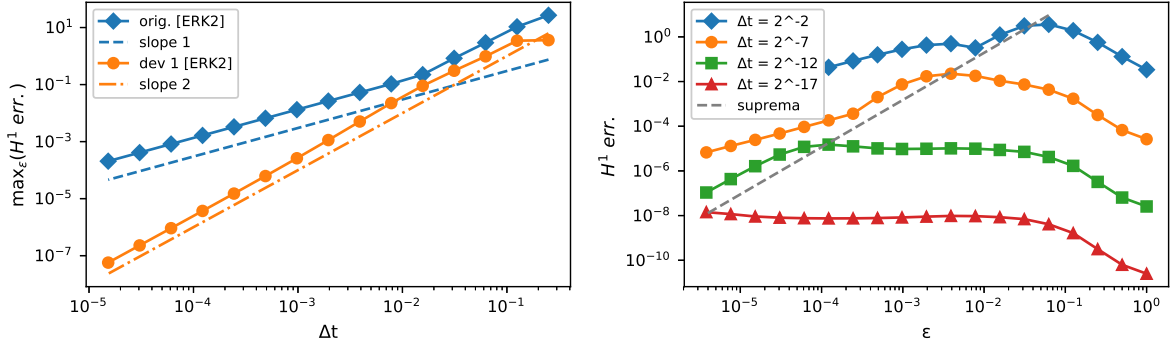 orig. [ERK2]
slope 1
dev 1 [ERK2]
slope 2
10^1
10^-1
10^-3
10^-5
10^-7
max_ε(H^1 err.)
10^-5
10^-4
10^-3
10^-2
10^-1
Δt
Δt = 2^-2
Δt = 2^-7
Δt = 2^-12
Δt = 2^-17
suprema
10^0
10^-2
10^-4
10^-6
10^-8
10^-10
H^1 err.
10^-5
10^-4
10^-3
10^-2
10^-1
10^0
ε